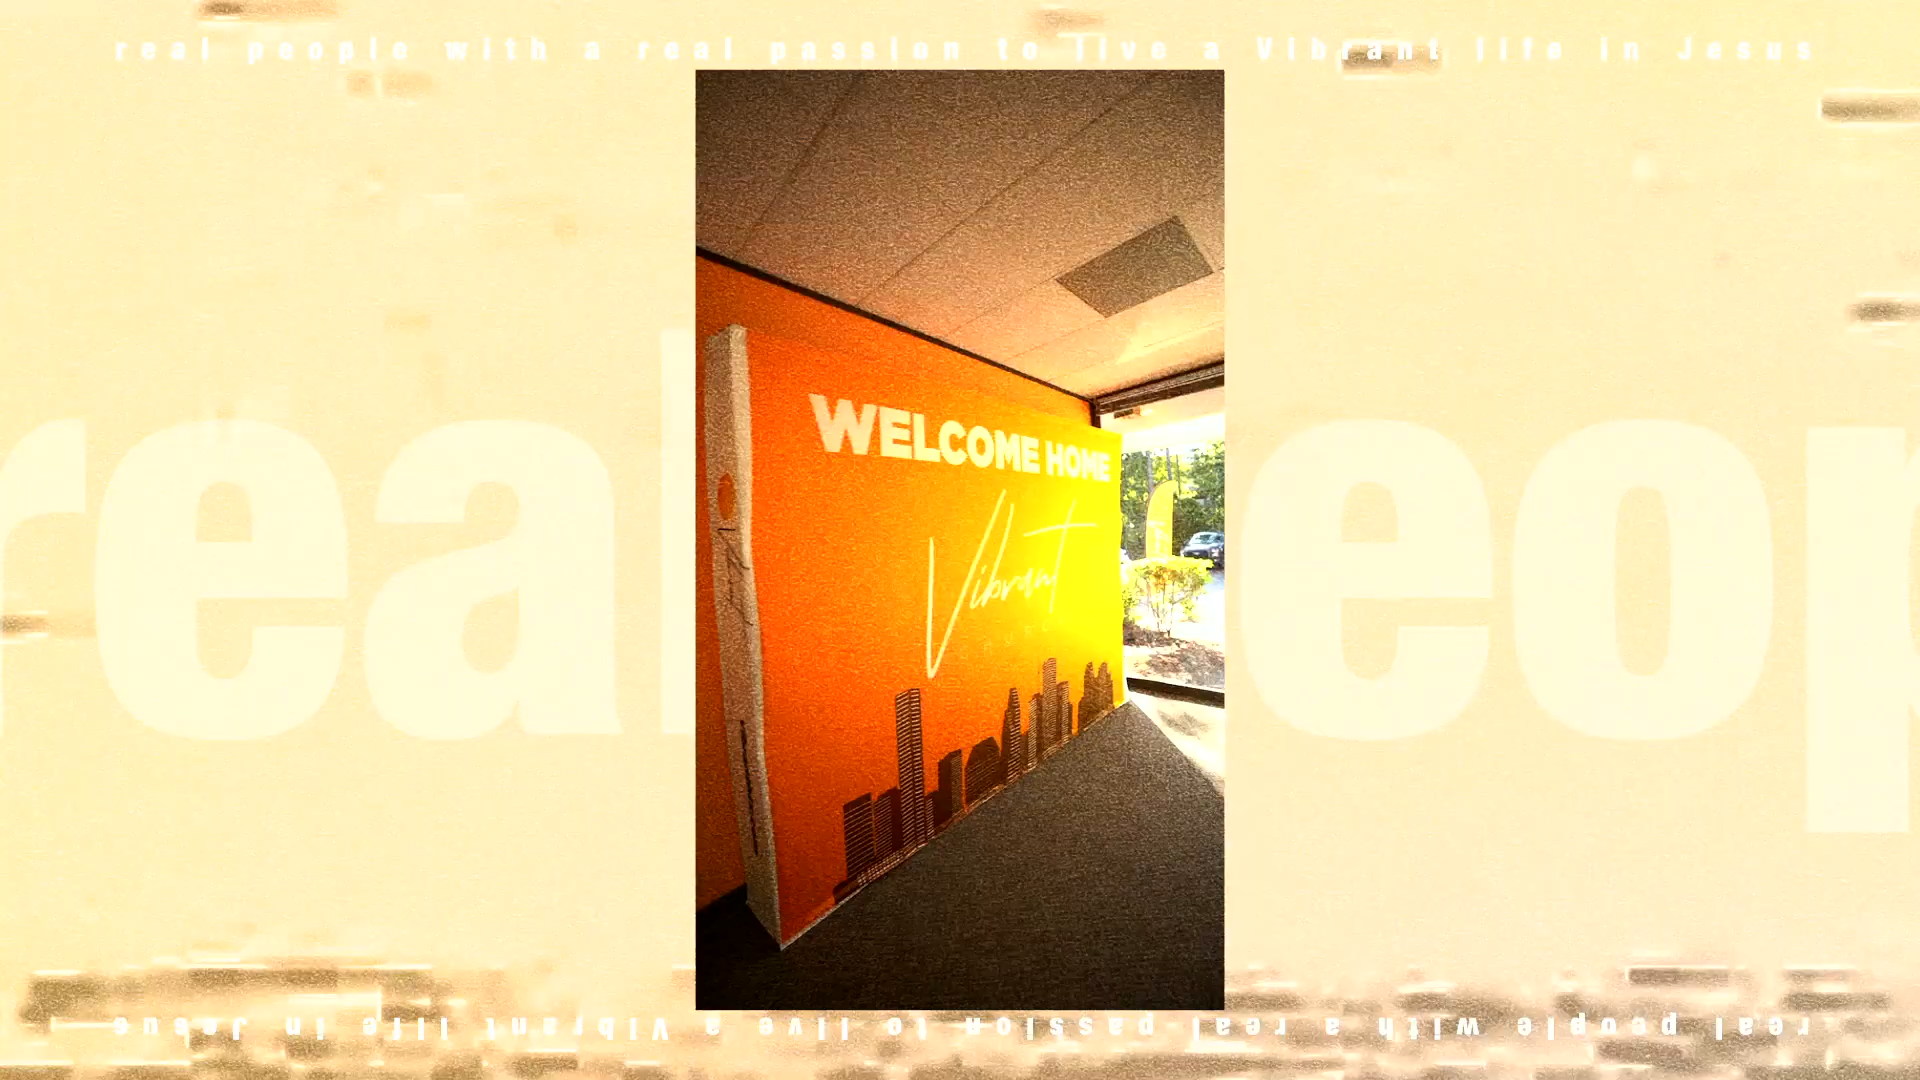 real people with a real passion to live a Vibrant life in Jesus
real eop
WELCOME HOME
Vibrant
real people with a real passion to live a Vibrant life in Jesus